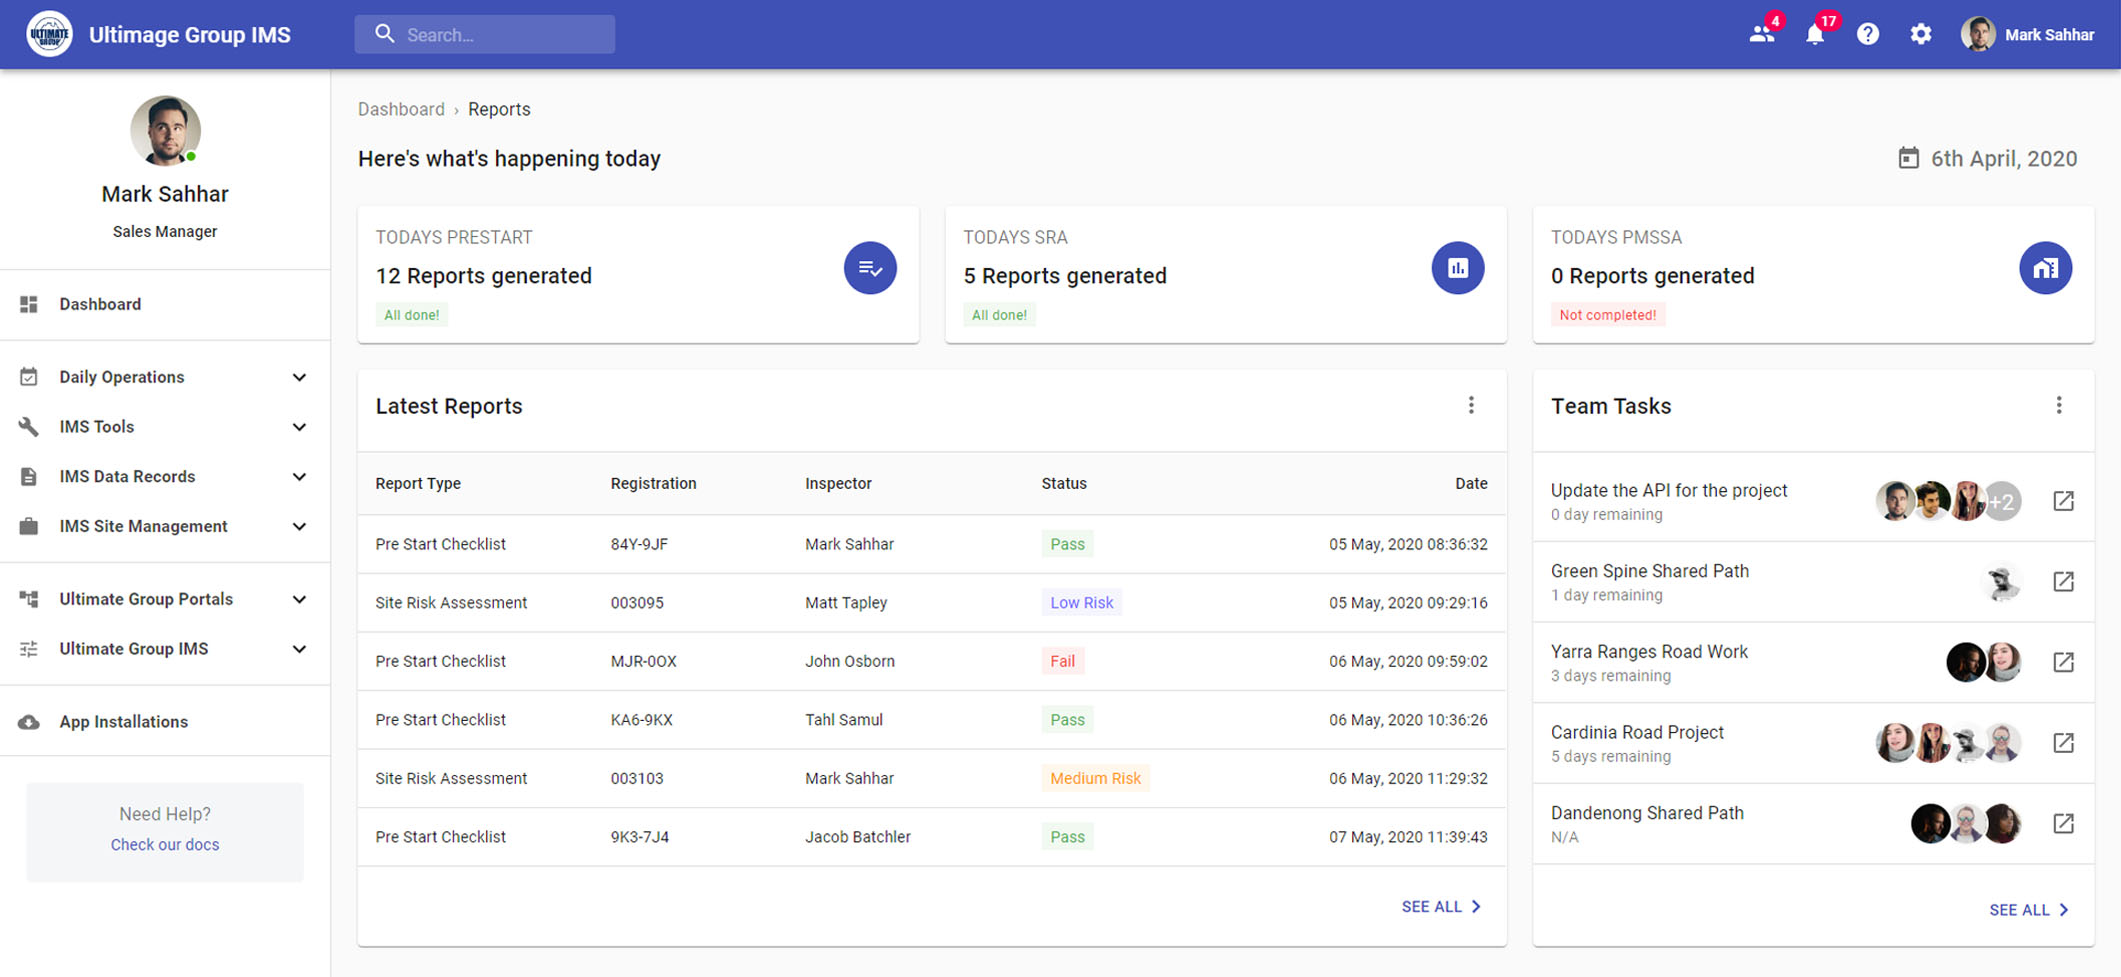 ULTIMATE
GROUP
Ultimage Group IMS
Search...
4
17
Mark Sahhar
Mark Sahhar
Sales Manager
Dashboard
Daily Operations
IMS Tools
IMS Data Records
IMS Site Management
Ultimate Group Portals
Ultimate Group IMS
App Installations
Need Help?
Check our docs
Dashboard › Reports
Here's what's happening today
6th April, 2020
TODAYS PRESTART
12 Reports generated
All done!
TODAYS SRA
5 Reports generated
All done!
TODAYS PMSSA
0 Reports generated
Not completed!
Latest Reports
Report Type Registration Inspector Status Date
Pre Start Checklist 84Y-9JF Mark Sahhar Pass 05 May, 2020 08:36:32
Site Risk Assessment 003095 Matt Tapley Low Risk 05 May, 2020 09:29:16
Pre Start Checklist MJR-0OX John Osborn Fail 06 May, 2020 09:59:02
Pre Start Checklist KA6-9KX Tahl Samul Pass 06 May, 2020 10:36:26
Site Risk Assessment 003103 Mark Sahhar Medium Risk 06 May, 2020 11:29:32
Pre Start Checklist 9K3-7J4 Jacob Batchler Pass 07 May, 2020 11:39:43
SEE ALL
Team Tasks
Update the API for the project
0 day remaining
+2
Green Spine Shared Path
1 day remaining
Yarra Ranges Road Work
3 days remaining
Cardinia Road Project
5 days remaining
Dandenong Shared Path
N/A
SEE ALL